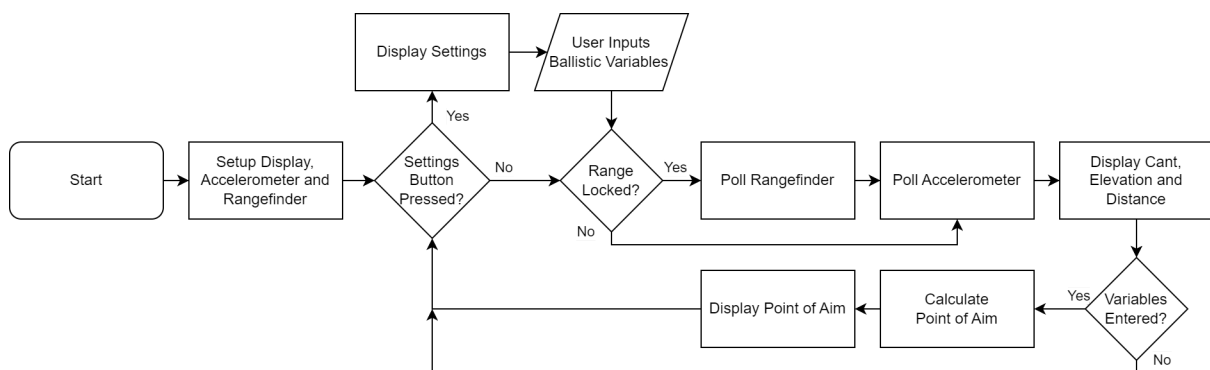 Display Settings
User Inputs
Ballistic Variables
Yes
Start
Setup Display,
Accelerometer and
Rangefinder
Settings
Button
Pressed?
No
Range
Locked?
Yes
Poll Rangefinder
Poll Accelerometer
Display Cant,
Elevation and
Distance
No
Display Point of Aim
Calculate
Point of Aim
Yes
Variables
Entered?
No